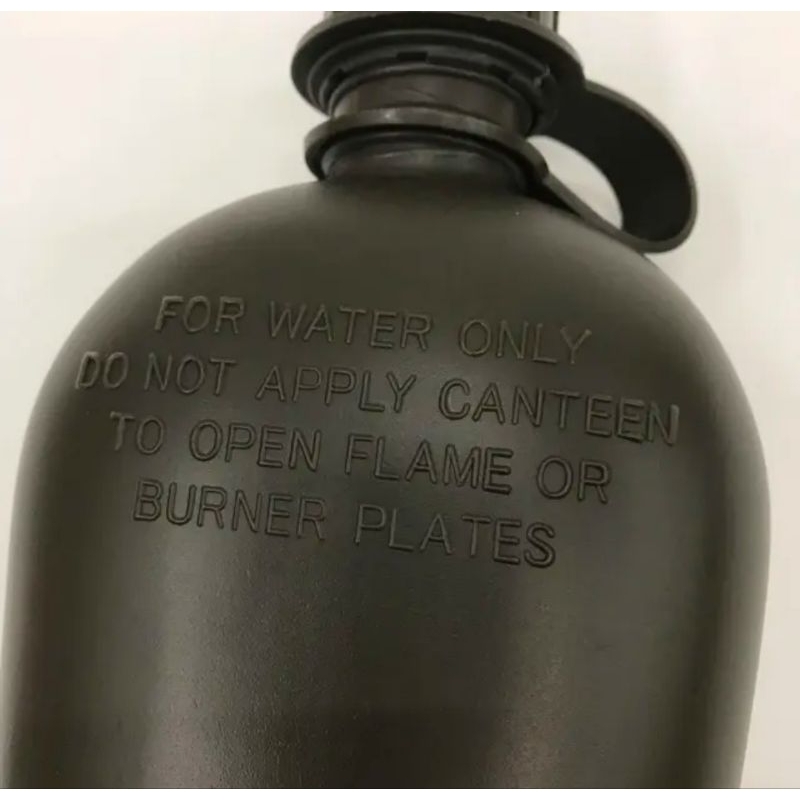 FOR WATER ONLY
DO NOT APPLY CANTEEN
TO OPEN FLAME OR
BURNER PLATES